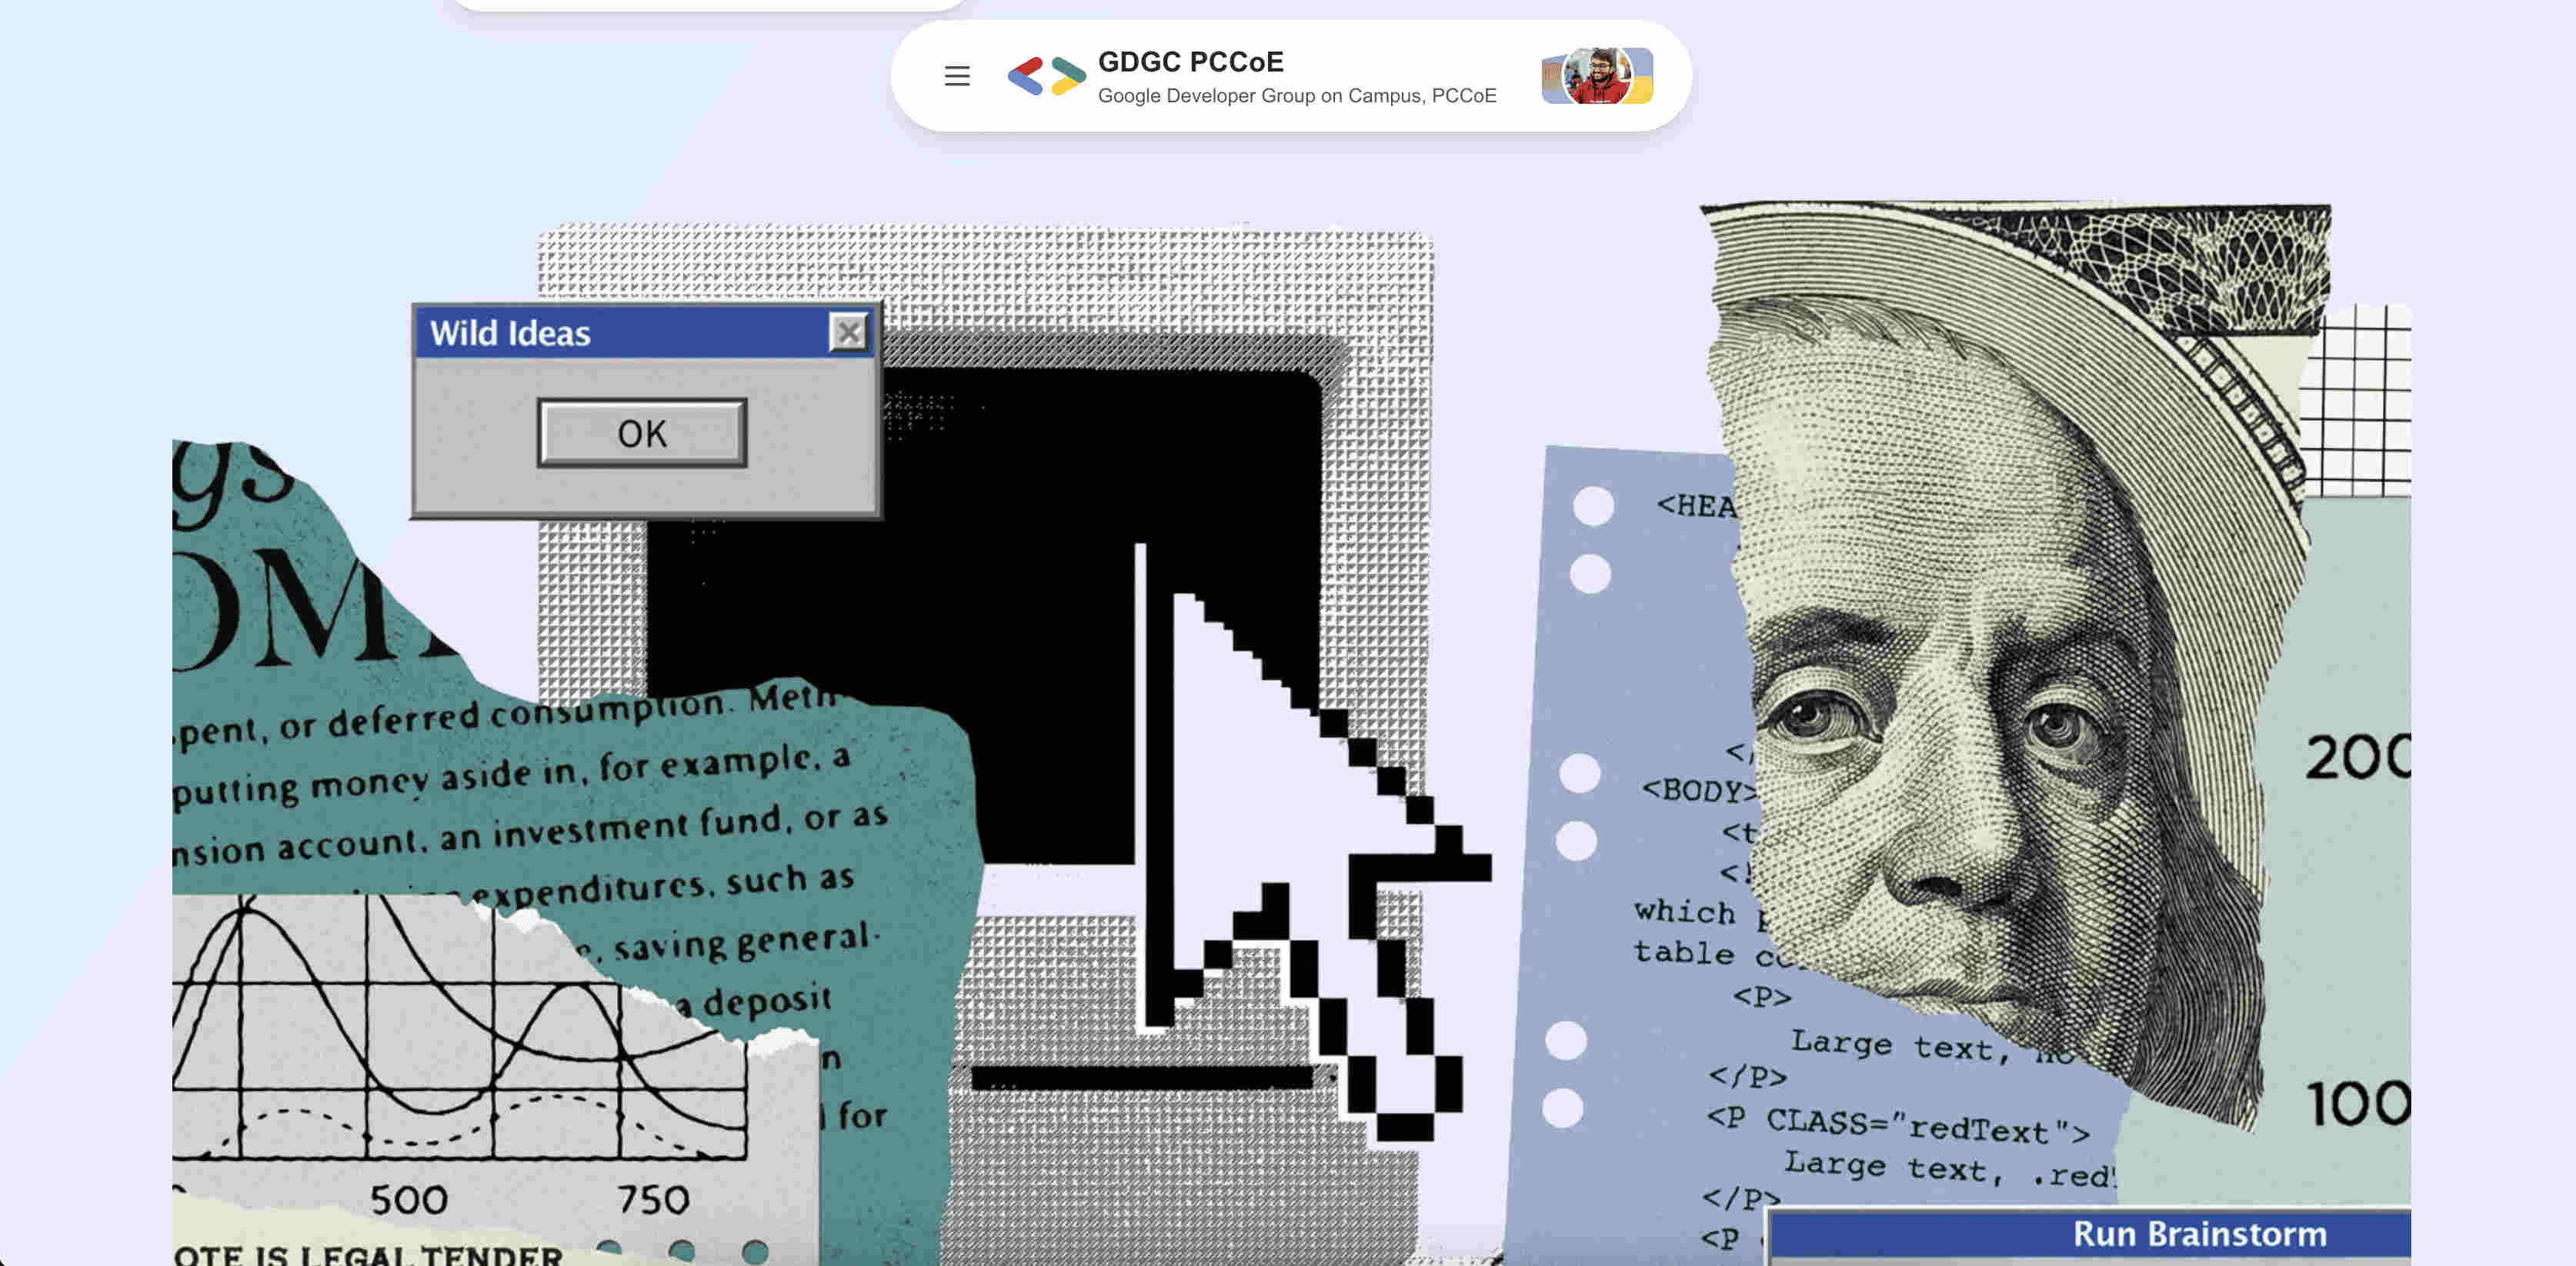 GDGC PCCoE
Google Developer Group on Campus, PCCoE
Wild Ideas
OK
gs
OM
pent, or deferred consumption. Meth
putting money aside in, for example, a
nsion account, an investment fund, or as
expenditures, such as
, saving general-
a deposit
n
for
500 750
OTE IS LEGAL TENDER
<HEA
</
<BODY>
<t
<!
which p
table co
<P>
Large text, no
</P>
<P CLASS="redText">
Large text, .red
</P>
<P
200
100
Run Brainstorm